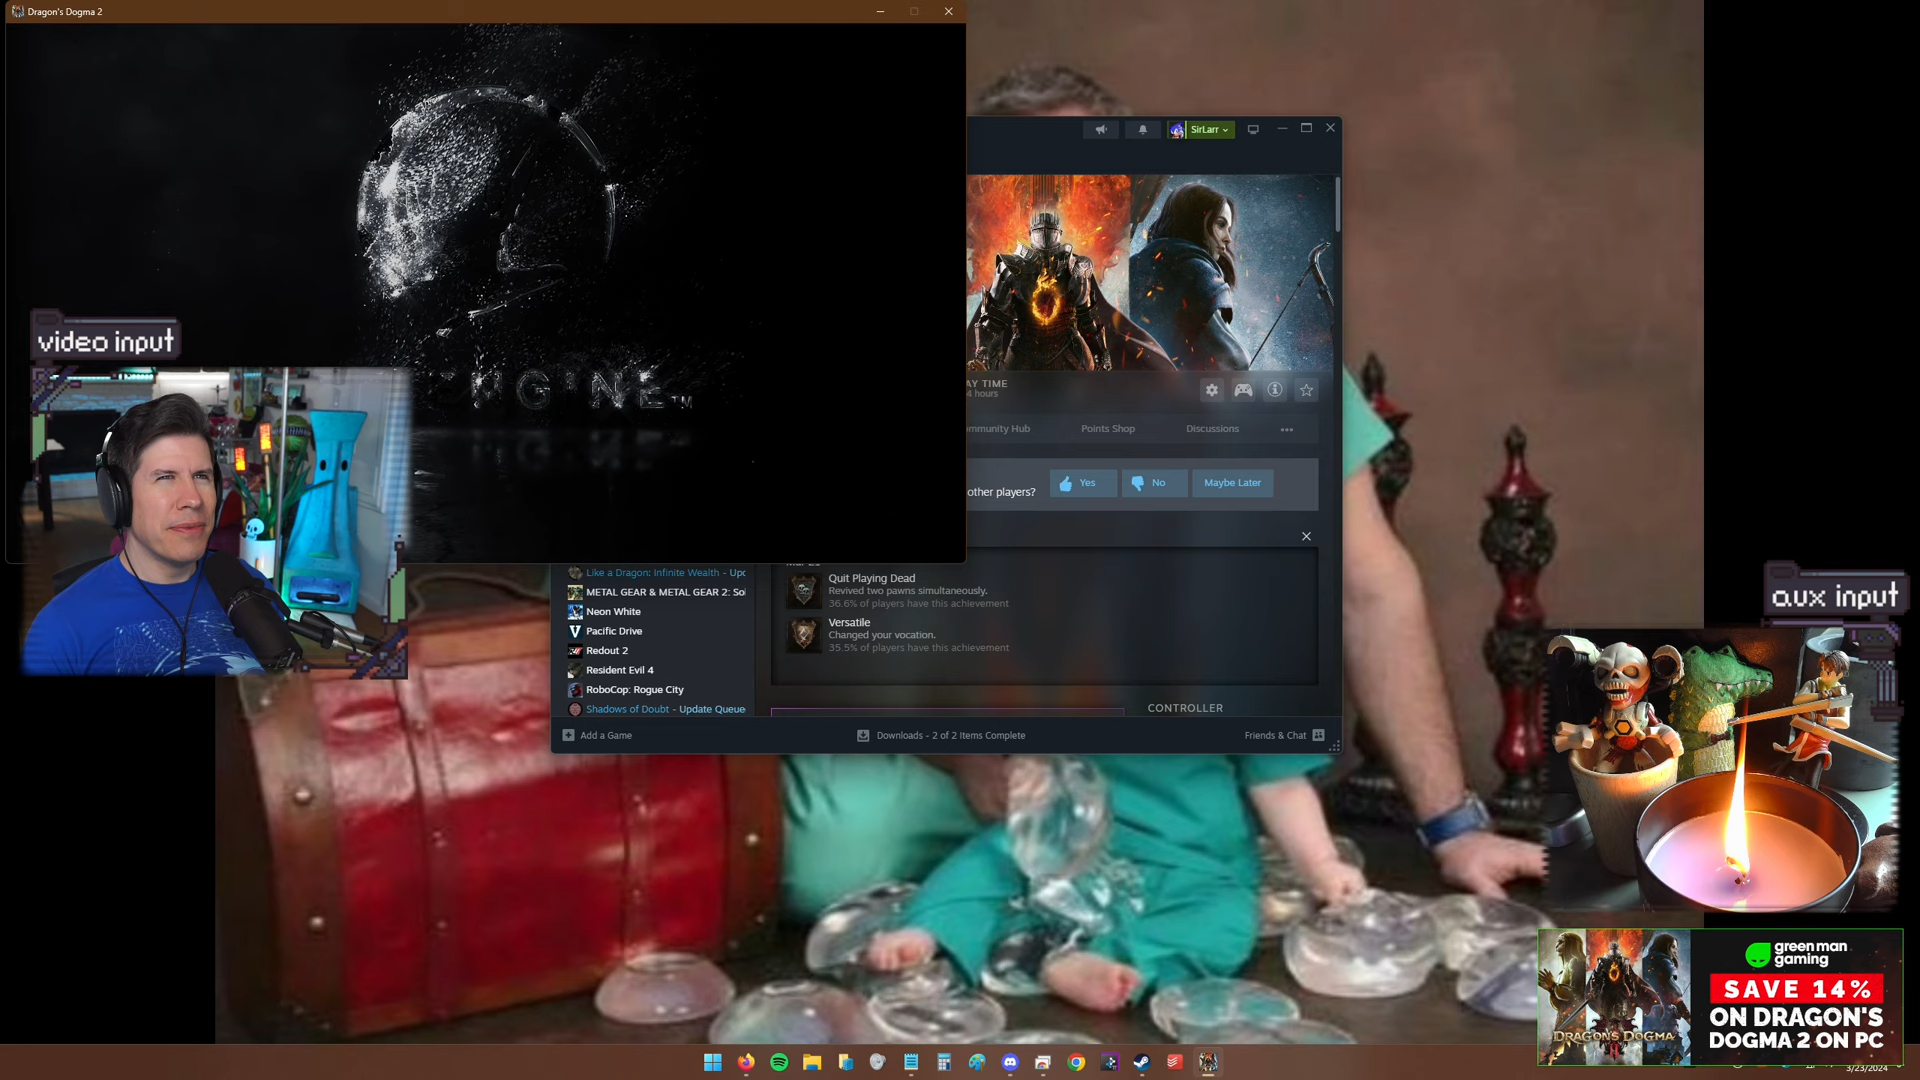 Dragon's Dogma 2
SirLarr
ENGINE™
video input
AY TIME
4 hours
mmunity Hub
Points Shop
Discussions
other players?
Yes
No
Maybe Later
Like a Dragon: Infinite Wealth - Upd
METAL GEAR & METAL GEAR 2: Sol
Neon White
Pacific Drive
Redout 2
Resident Evil 4
RoboCop: Rogue City
Shadows of Doubt - Update Queue
Quit Playing Dead
Revived two pawns simultaneously.
36.6% of players have this achievement
Versatile
Changed your vocation.
35.5% of players have this achievement
CONTROLLER
Add a Game
Downloads - 2 of 2 Items Complete
Friends & Chat
aux input
green man
gaming
SAVE 14%
ON DRAGON'S
DOGMA 2 ON PC
DRAGON'S DOGMA
3/23/2024